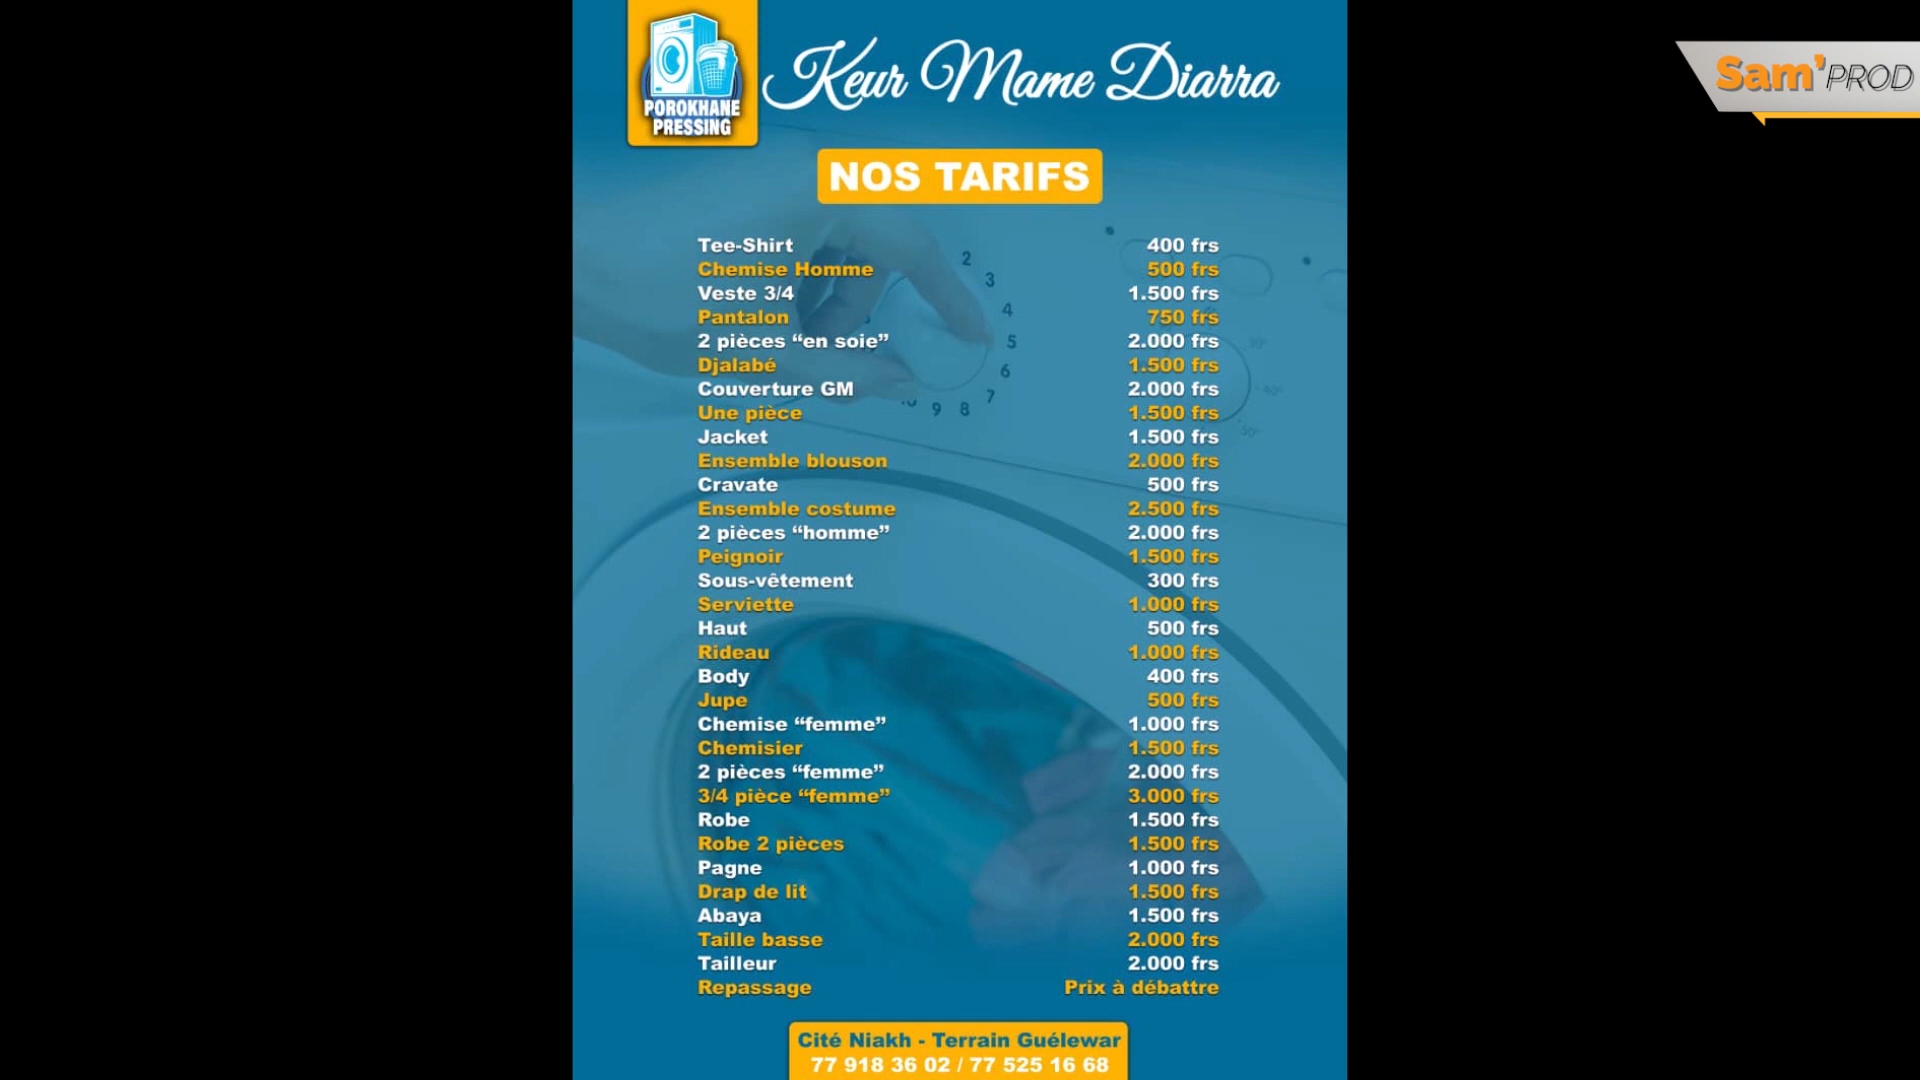 POROKHANE
PRESSING
Keur Mame Diarra
Sam'PROD
NOS TARIFS
Tee-Shirt 400 frs
Chemise Homme 500 frs
Veste 3/4 1.500 frs
Pantalon 750 frs
2 pièces “en soie” 2.000 frs
Djalabé 1.500 frs
Couverture GM 2.000 frs
Une pièce 1.500 frs
Jacket 1.500 frs
Ensemble blouson 2.000 frs
Cravate 500 frs
Ensemble costume 2.500 frs
2 pièces “homme” 2.000 frs
Peignoir 1.500 frs
Sous-vêtement 300 frs
Serviette 1.000 frs
Haut 500 frs
Rideau 1.000 frs
Body 400 frs
Jupe 500 frs
Chemise “femme” 1.000 frs
Chemisier 1.500 frs
2 pièces “femme” 2.000 frs
3/4 pièce “femme” 3.000 frs
Robe 1.500 frs
Robe 2 pièces 1.500 frs
Pagne 1.000 frs
Drap de lit 1.500 frs
Abaya 1.500 frs
Taille basse 2.000 frs
Tailleur 2.000 frs
Repassage Prix à débattre
2
3
4
5
6
7
8
9
Cité Niakh - Terrain Guélewar
77 918 36 02 / 77 525 16 68